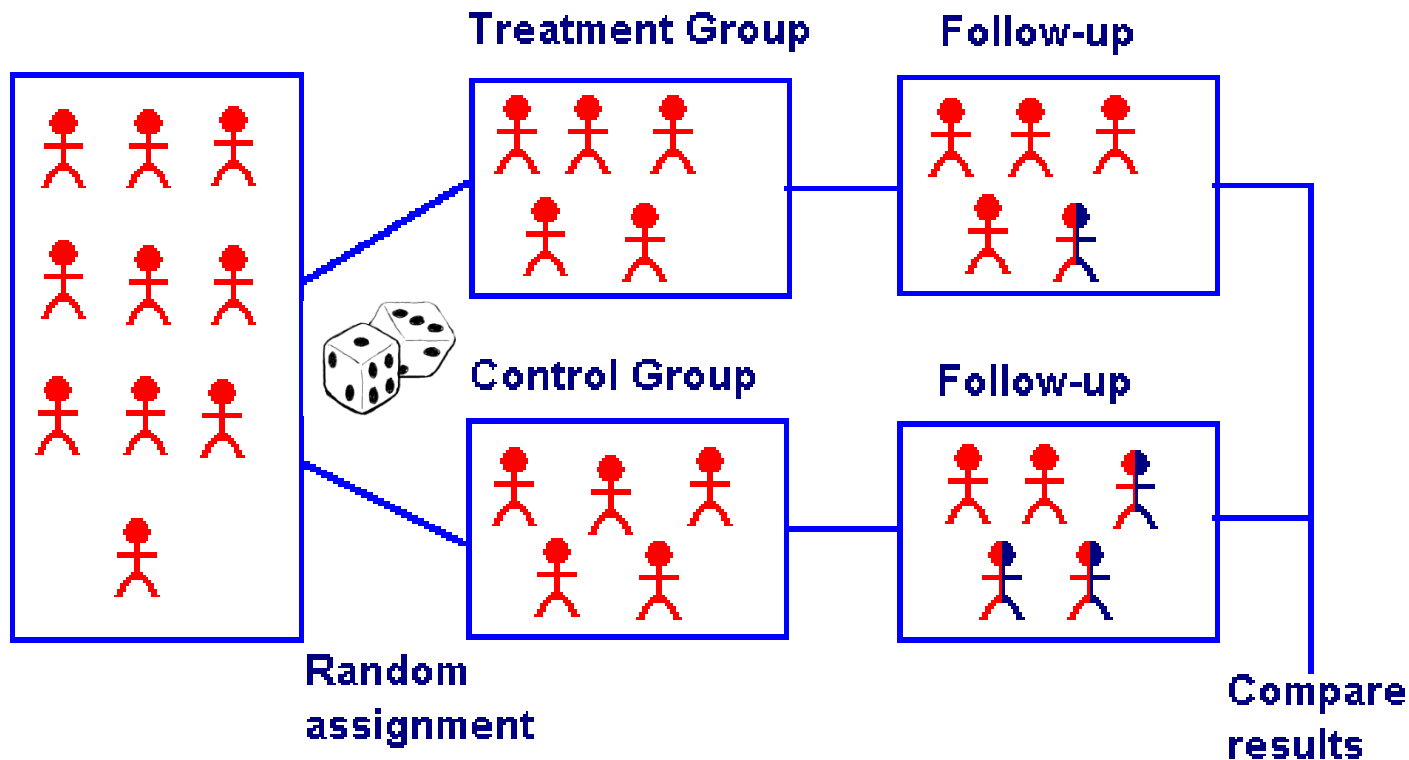 Treatment Group
Follow-up
Control Group
Follow-up
Random
assignment
Compare
results